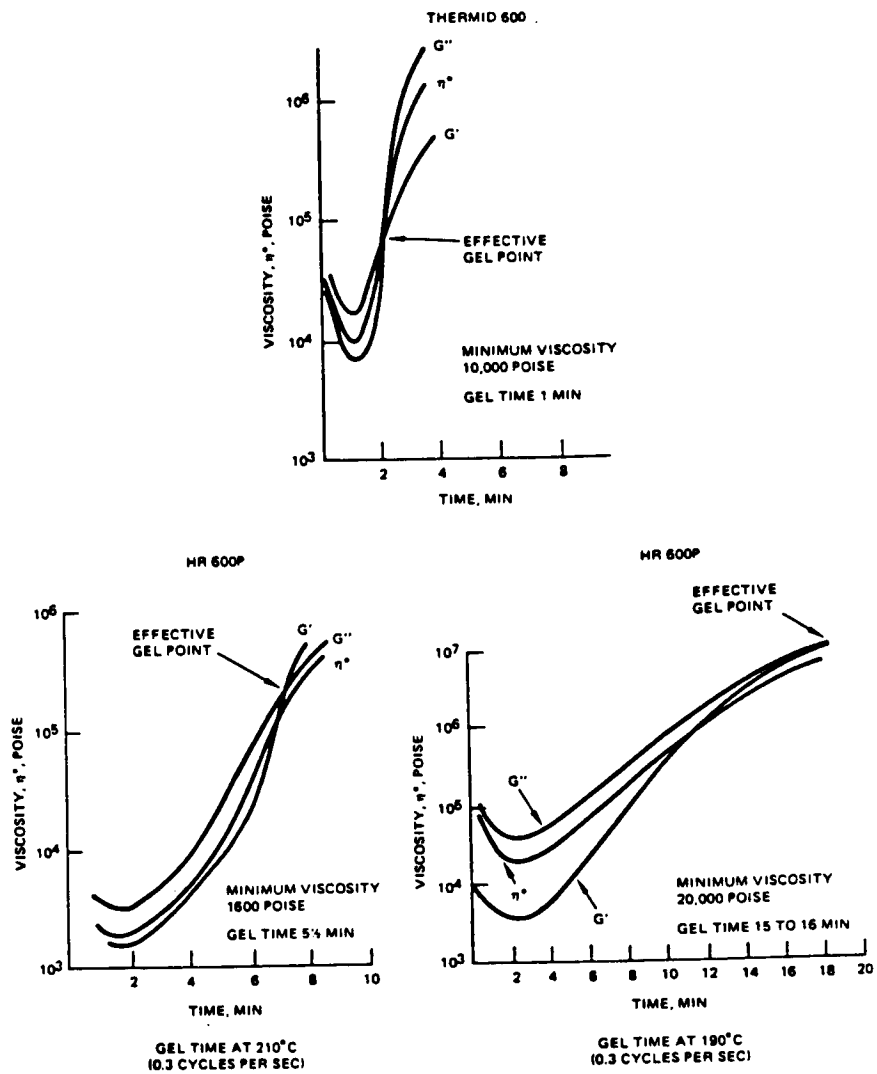 THERMID 600
G''
η*
G'
10⁶
10⁵
10⁴
10³
VISCOSITY, η*, POISE
EFFECTIVE
GEL POINT
MINIMUM VISCOSITY
10,000 POISE
GEL TIME 1 MIN
2 4 6 8
TIME, MIN
HR 600P
10⁶
10⁵
10⁴
10³
VISCOSITY, η*, POISE
EFFECTIVE
GEL POINT
G'
G''
η*
MINIMUM VISCOSITY
1600 POISE
GEL TIME 5½ MIN
2 4 6 8 10
TIME, MIN
GEL TIME AT 210°C
(0.3 CYCLES PER SEC)
HR 600P
EFFECTIVE
GEL POINT
10⁷
10⁶
10⁵
10⁴
10³
VISCOSITY, η*, POISE
G''
η*
G'
MINIMUM VISCOSITY
20,000 POISE
GEL TIME 15 TO 16 MIN
2 4 6 8 10 12 14 16 18 20
TIME, MIN
GEL TIME AT 190°C
(0.3 CYCLES PER SEC)